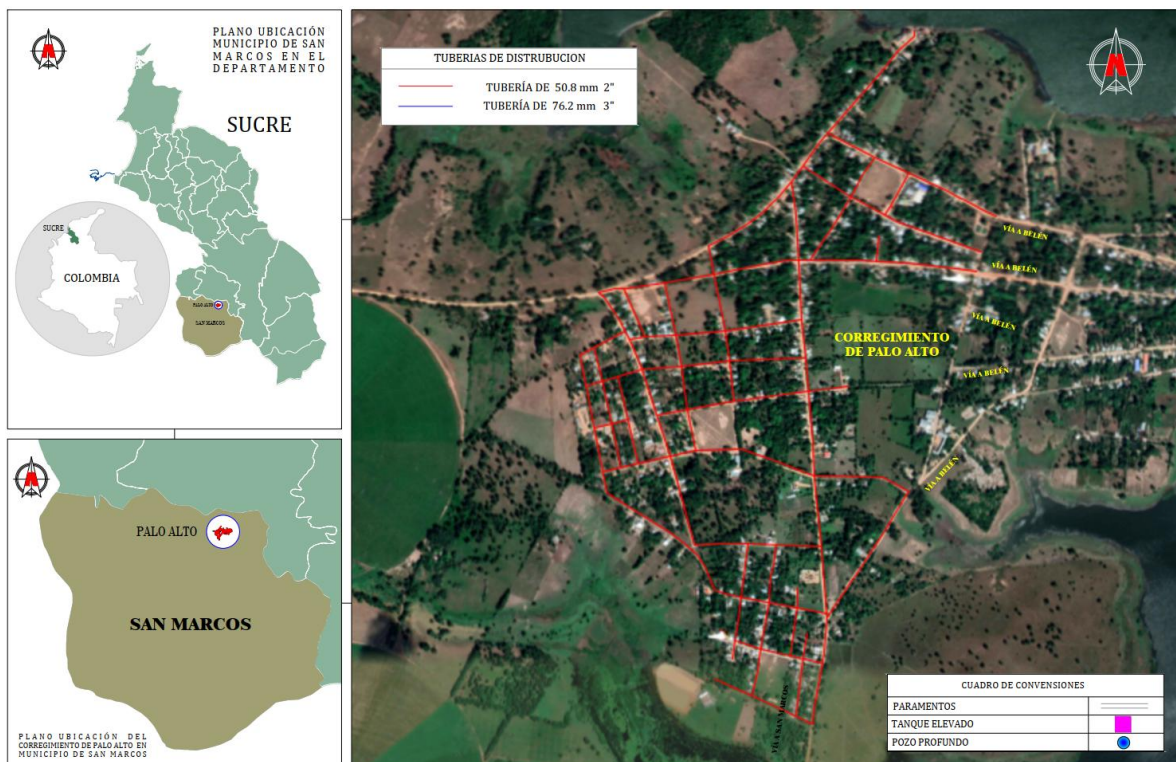 PLANO UBICACIÓN
MUNICIPIO DE SAN
MARCOS EN EL
DEPARTAMENTO
SUCRE
SUCRE
COLOMBIA
PALO ALTO
SAN MARCOS
PALO ALTO
SAN MARCOS
PLANO UBICACIÓN DEL
CORREGIMIENTO DE PALO ALTO EN
MUNICIPIO DE SAN MARCOS
TUBERIAS DE DISTRUBUCION
TUBERÍA DE 50.8 mm 2"
TUBERÍA DE 76.2 mm 3"
VÍA A BELÉN
VÍA A BELÉN
VÍA A BELÉN
CORREGIMIENTO
DE PALO ALTO
VÍA A BELÉN
VÍA A BELÉN
VÍA A SAN MARCOS
CUADRO DE CONVENSIONES
PARAMENTOS
TANQUE ELEVADO
POZO PROFUNDO